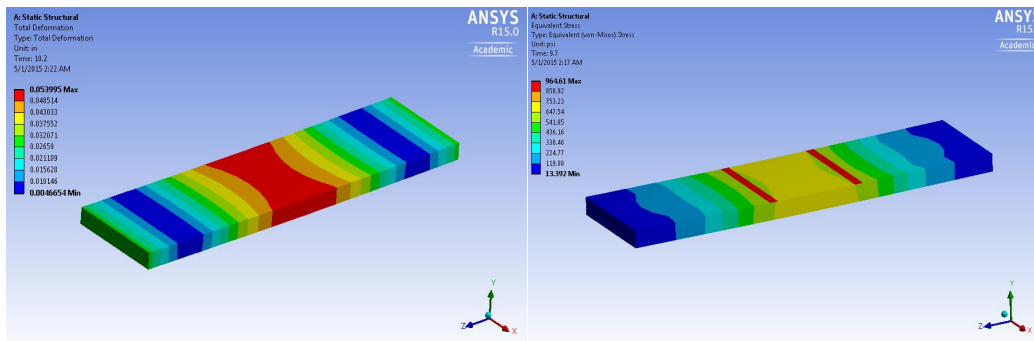 A: Static Structural
Total Deformation
Type: Total Deformation
Unit: in
Time: 10.2
5/1/2015 2:22 AM
0.053995 Max
0.048514
0.043033
0.037552
0.032071
0.02659
0.021109
0.015628
0.010146
0.0046654 Min
ANSYS
R15.0
Academic
Y
Z
X
A: Static Structural
Equivalent Stress
Type: Equivalent (von-Mises) Stress
Unit: psi
Time: 9.7
5/1/2015 2:17 AM
964.61 Max
858.92
753.23
647.54
541.85
436.16
330.46
224.77
119.08
13.392 Min
ANSYS
R15
Academic
Y
Z
X